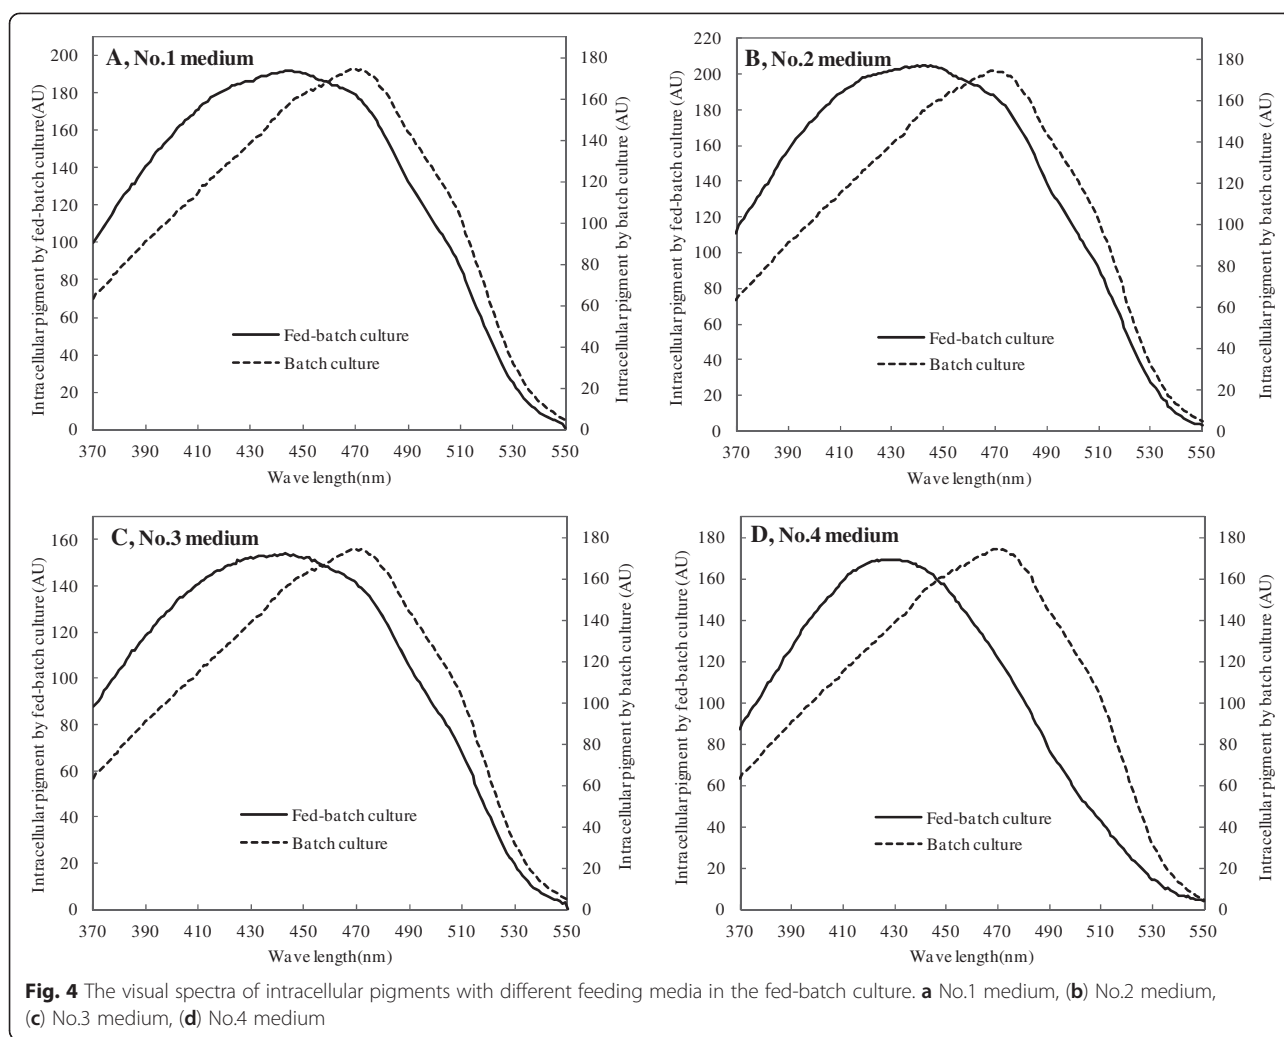 A, No.1 medium
Intracellular pigment by fed-batch culture(AU)
200
180
160
140
120
100
80
60
40
20
0
Fed-batch culture
Batch culture
180
160
140
120
100
80
60
40
20
0
Intracellular pigment by batch culture (AU)
370 390 410 430 450 470 490 510 530 550
Wave length(nm)
B, No.2 medium
Intracellular pigment by fed-batch culture (AU)
220
200
180
160
140
120
100
80
60
40
20
0
Fed-batch culture
Batch culture
180
160
140
120
100
80
60
40
20
0
Intracellular pigment by batch culture (AU)
370 390 410 430 450 470 490 510 530 550
Wave length(nm)
C, No.3 medium
Intracellular pigment by fed-batch culture (AU)
160
140
120
100
80
60
40
20
0
Fed-batch culture
Batch culture
180
160
140
120
100
80
60
40
20
0
Intracellular pigment by batch culture (AU)
370 390 410 430 450 470 490 510 530 550
Wave length(nm)
D, No.4 medium
Intracellular pigment by fed-batch culture (AU)
180
160
140
120
100
80
60
40
20
0
Fed-batch culture
Batch culture
180
160
140
120
100
80
60
40
20
0
Intracellular pigment by batch culture (AU)
370 390 410 430 450 470 490 510 530 550
Wave length(nm)
Fig. 4 The visual spectra of intracellular pigments with different feeding media in the fed-batch culture. a No.1 medium, (b) No.2 medium,
(c) No.3 medium, (d) No.4 medium